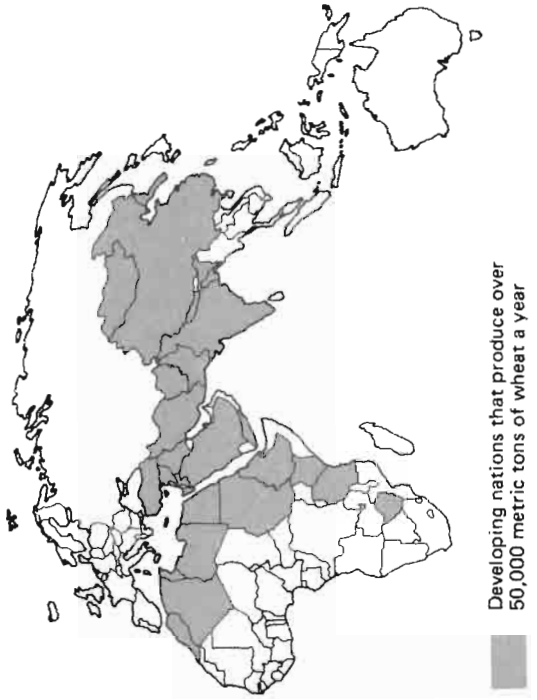 Developing nations that produce over
50,000 metric tons of wheat a year